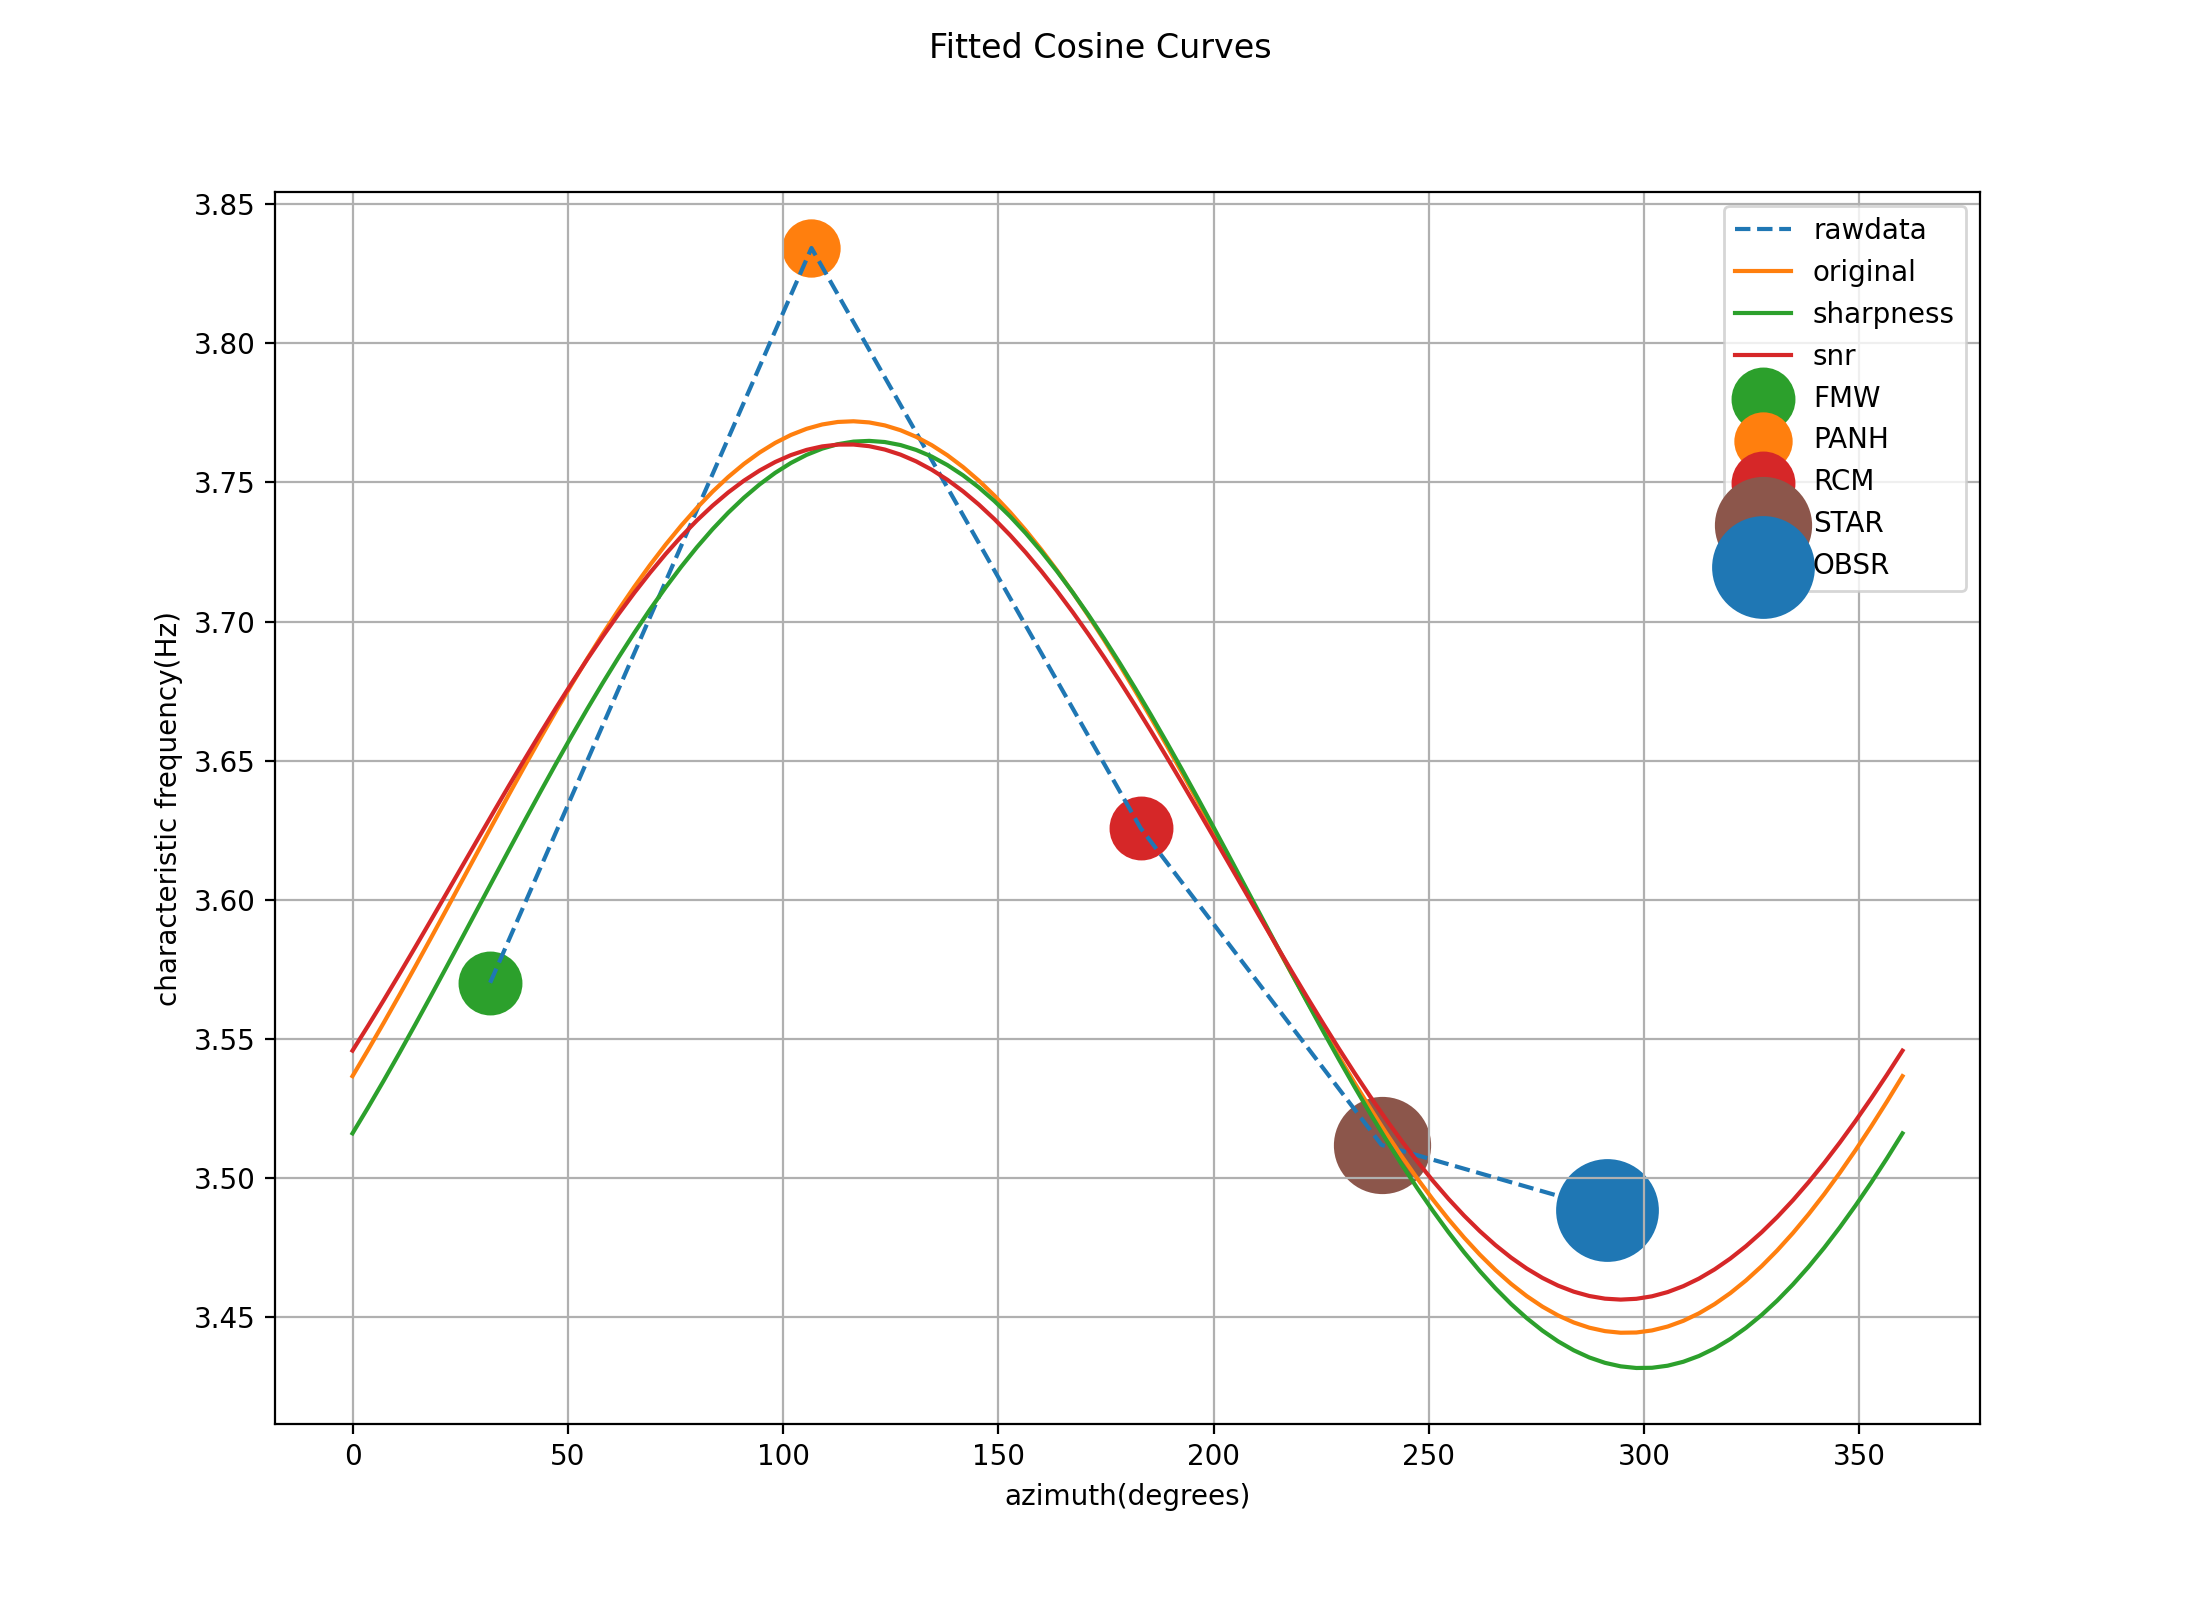 Fitted Cosine Curves
3.85
3.80
3.75
3.70
3.65
3.60
3.55
3.50
3.45
characteristic frequency(Hz)
rawdata
original
sharpness
snr
FMW
PANH
RCM
STAR
OBSR
0 50 100 150 200 250 300 350
azimuth(degrees)